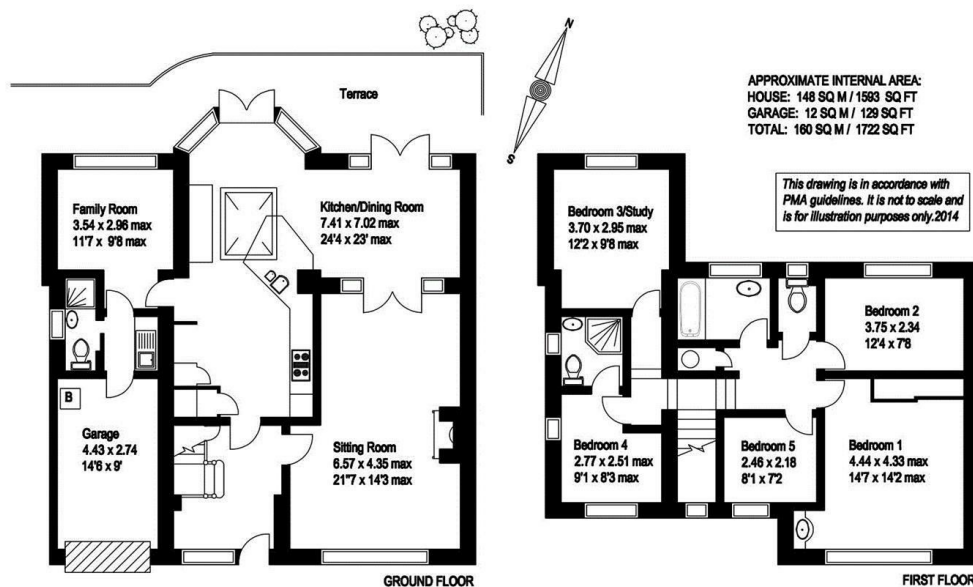 N
S
Terrace
APPROXIMATE INTERNAL AREA:
HOUSE: 148 SQ M / 1593 SQ FT
GARAGE: 12 SQ M / 129 SQ FT
TOTAL: 160 SQ M / 1722 SQ FT
This drawing is in accordance with
PMA guidelines. It is not to scale and
is for illustration purposes only.2014
Family Room
3.54 x 2.96 max
11'7 x 9'8 max
Kitchen/Dining Room
7.41 x 7.02 max
24'4 x 23' max
B
Garage
4.43 x 2.74
14'6 x 9'
Sitting Room
6.57 x 4.35 max
21"7 x 14'3 max
GROUND FLOOR
Bedroom 3/Study
3.70 x 2.95 max
12'2 x 9'8 max
Bedroom 2
3.75 x 2.34
12'4 x 7'8
Bedroom 4
2.77 x 2.51 max
9'1 x 8'3 max
Bedroom 5
2.46 x 2.18
8'1 x 7'2
Bedroom 1
4.44 x 4.33 max
14'7 x 14'2 max
FIRST FLOOR